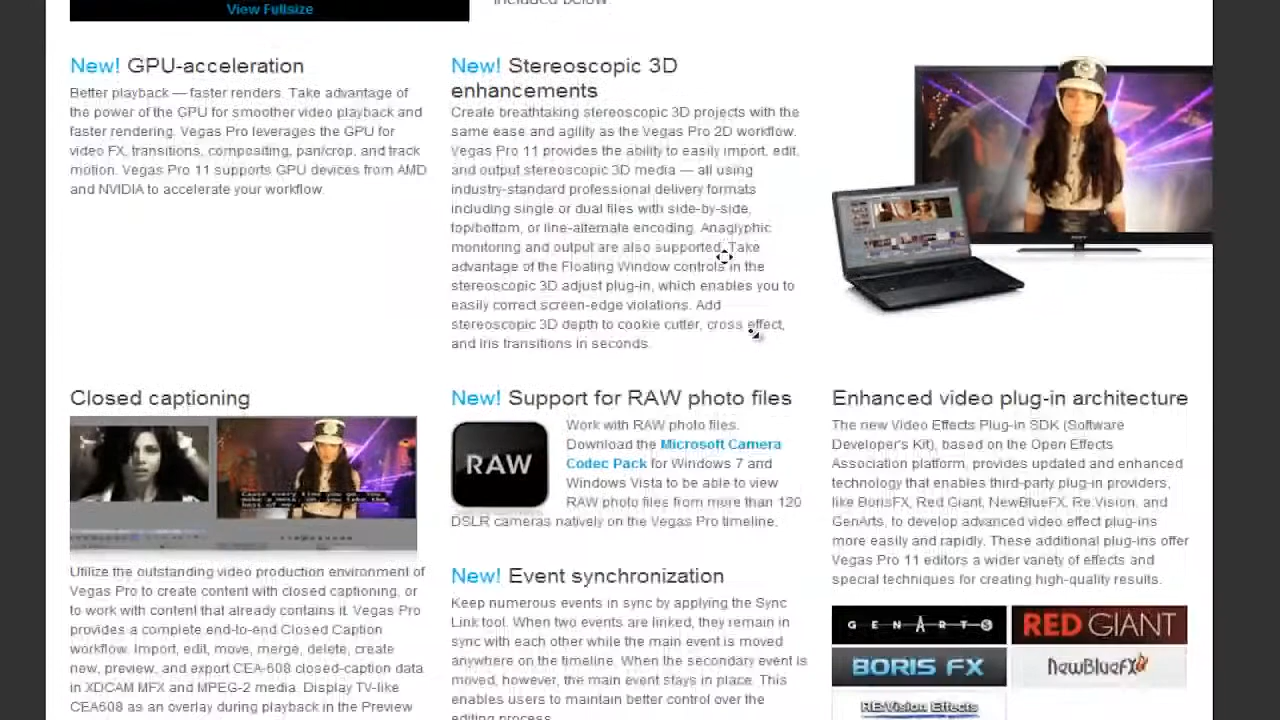 View Fullsize
included below.
New! GPU-acceleration
Better playback — faster renders. Take advantage of
the power of the GPU for smoother video playback and
faster rendering. Vegas Pro leverages the GPU for
video FX, transitions, compositing, pan/crop, and track
motion. Vegas Pro 11 supports GPU devices from AMD
and NVIDIA to accelerate your workflow.
New! Stereoscopic 3D
enhancements
Create breathtaking stereoscopic 3D projects with the
same ease and agility as the Vegas Pro 2D workflow.
Vegas Pro 11 provides the ability to easily import, edit,
and output stereoscopic 3D media — all using
industry-standard professional delivery formats
including single or dual files with side-by-side,
top/bottom, or line-alternate encoding. Anaglyphic
monitoring and output are also supported. Take
advantage of the Floating Window controls in the
stereoscopic 3D adjust plug-in, which enables you to
easily correct screen-edge violations. Add
stereoscopic 3D depth to cookie cutter, cross effect,
and iris transitions in seconds.
SONY
Closed captioning
Cause every time you go. You
Utilize the outstanding video production environment of
Vegas Pro to create content with closed captioning, or
to work with content that already contains it. Vegas Pro
provides a complete end-to-end Closed Caption
workflow. Import, edit, move, merge, delete, create
new, preview, and export CEA-608 closed-caption data
in XDCAM MFX and MPEG-2 media. Display TV-like
CEA608 as an overlay during playback in the Preview
New! Support for RAW photo files
RAW
Work with RAW photo files.
Download the Microsoft Camera
Codec Pack for Windows 7 and
Windows Vista to be able to view
RAW photo files from more than 120
DSLR cameras natively on the Vegas Pro timeline.
New! Event synchronization
Keep numerous events in sync by applying the Sync
Link tool. When two events are linked, they remain in
sync with each other while the main event is moved
anywhere on the timeline. When the secondary event is
moved, however, the main event stays in place. This
enables users to maintain better control over the
editing process.
Enhanced video plug-in architecture
The new Video Effects Plug-in SDK (Software
Developer's Kit), based on the Open Effects
Association platform, provides updated and enhanced
technology that enables third-party plug-in providers,
like BorisFX, Red Giant, NewBlueFX, Re:Vision, and
GenArts, to develop advanced video effect plug-ins
more easily and rapidly. These additional plug-ins offer
Vegas Pro 11 editors a wider variety of effects and
special techniques for creating high-quality results.
GENARTS
RED GIANT
BORIS FX
NewBlueFX
RE:Vision Effects